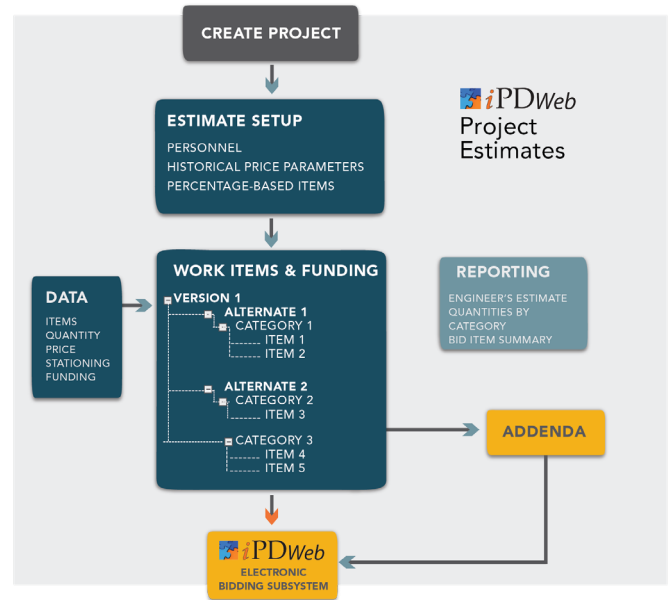 CREATE PROJECT
iPDWeb
Project
Estimates
ESTIMATE SETUP
PERSONNEL
HISTORICAL PRICE PARAMETERS
PERCENTAGE-BASED ITEMS
DATA
ITEMS
QUANTITY
PRICE
STATIONING
FUNDING
WORK ITEMS & FUNDING
VERSION 1
ALTERNATE 1
CATEGORY 1
ITEM 1
ITEM 2
ALTERNATE 2
CATEGORY 2
ITEM 3
CATEGORY 3
ITEM 4
ITEM 5
REPORTING
ENGINEER'S ESTIMATE
QUANTITIES BY
CATEGORY
BID ITEM SUMMARY
ADDENDA
iPDWeb
ELECTRONIC
BIDDING SUBSYSTEM